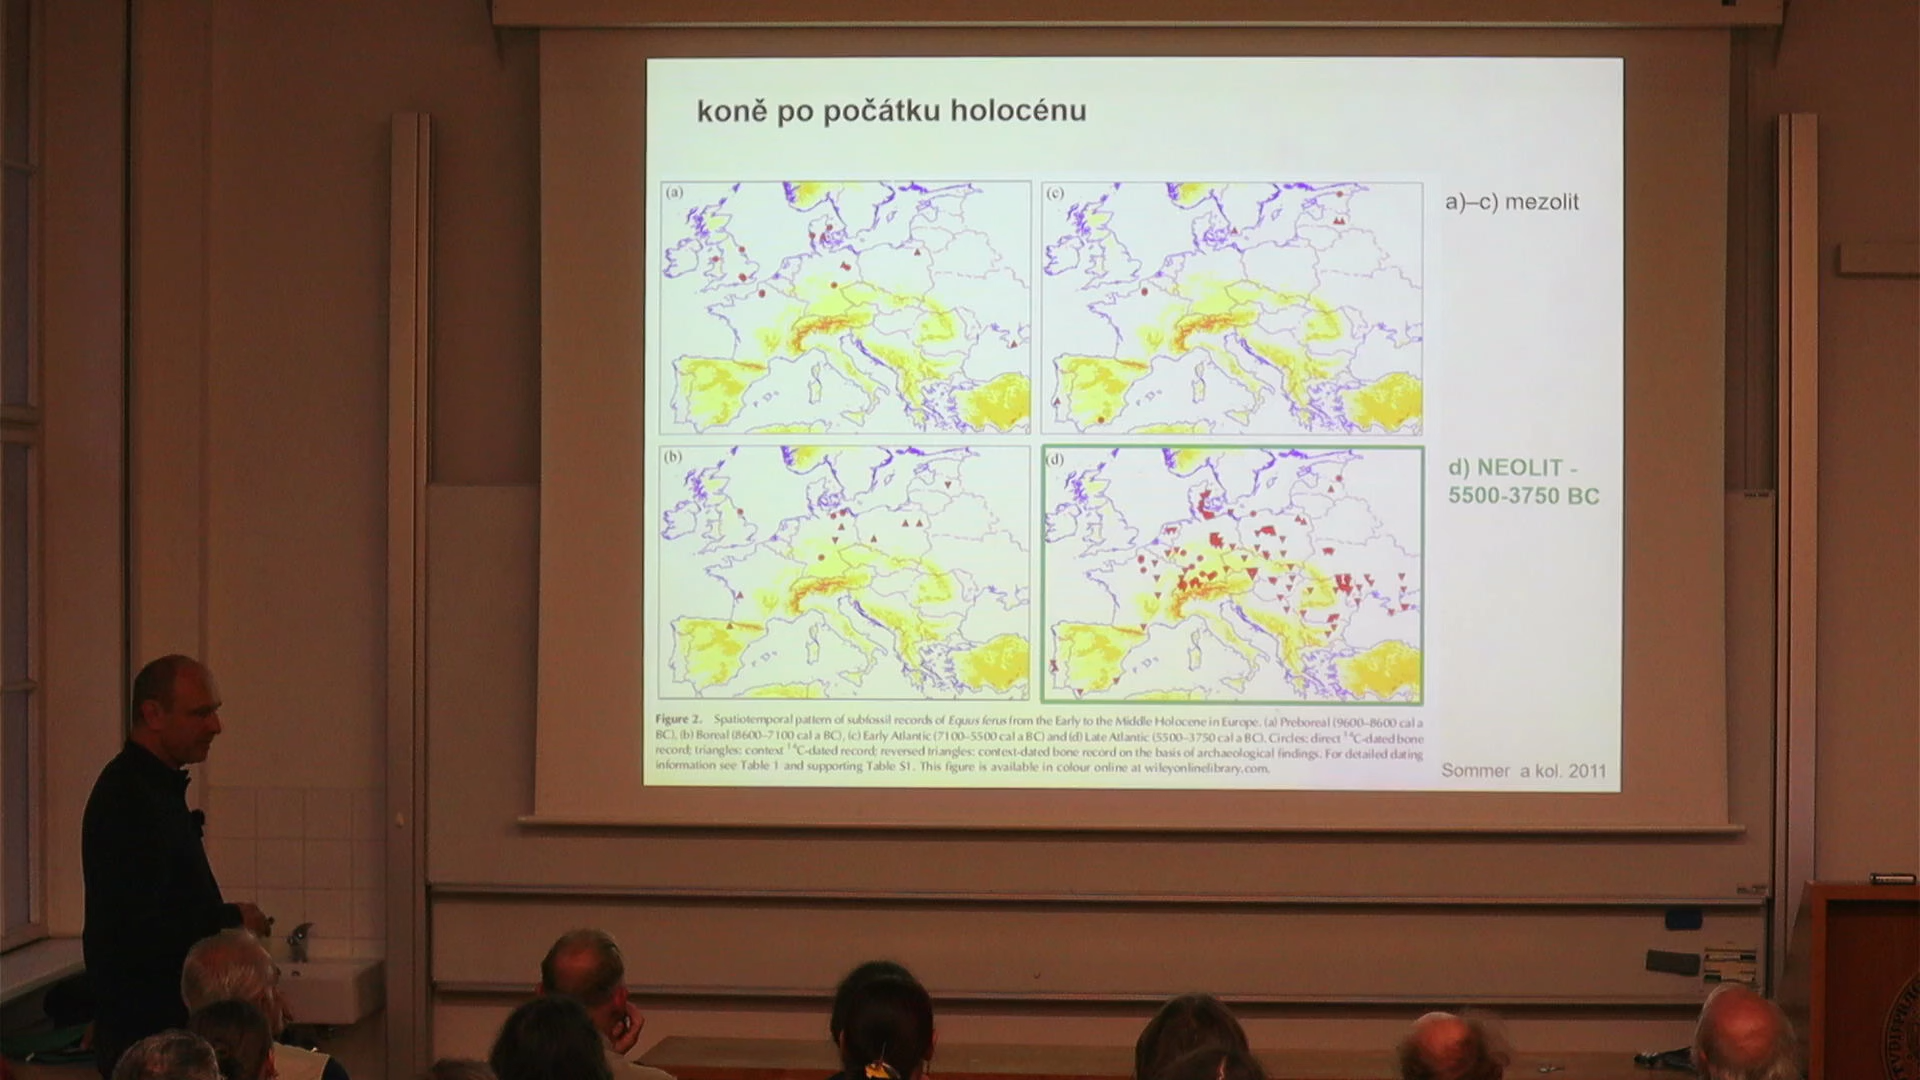 koně po počátku holocénu
(a)
(c)
a)–c) mezolit
(b)
(d)
d) NEOLIT -
5500-3750 BC
Figure 2. Spatiotemporal pattern of subfossil records of Equus ferus from the Early to the Middle Holocene in Europe. (a) Preboreal (9600–8600 cal a
BC), (b) Boreal (8600–7100 cal a BC), (c) Early Atlantic (7100–5500 cal a BC) and (d) Late Atlantic (5500–3750 cal a BC). Circles: direct ¹⁴C-dated bone
record; triangles: context ¹⁴C-dated record; reversed triangles: context-dated bone record on the basis of archaeological findings. For detailed dating
information see Table 1 and supporting Table S1. This figure is available in colour online at wileyonlinelibrary.com.
Sommer a kol. 2011